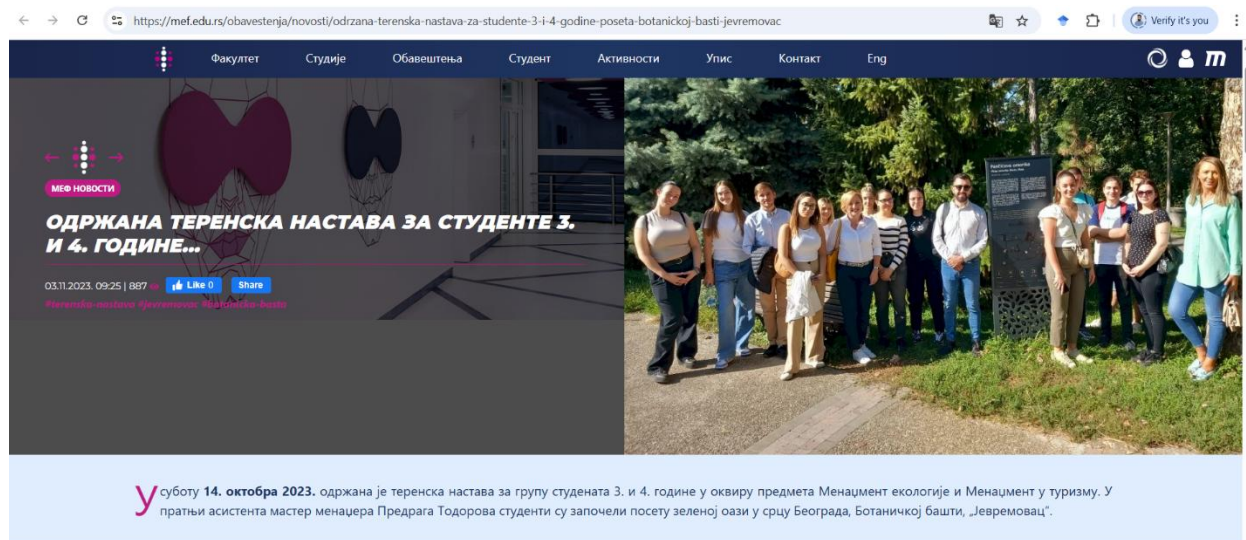 https://mef.edu.rs/obavestenja/novosti/odrzana-terenska-nastava-za-studente-3-i-4-godine-poseta-botanickoj-basti-jevremovac
Verify it's you
Факултет Студије Обавештења Студент Активности Упис Контакт Eng
m
МЕФ НОВОСТИ
ОДРЖАНА ТЕРЕНСКА НАСТАВА ЗА СТУДЕНТЕ 3.
И 4. ГОДИНЕ...
03.11.2023. 09:25 | 887 Like 0 Share
#terenska-nastava #jevremovac #botanicka-basta
У суботу 14. октобра 2023. одржана је теренска настава за групу студената 3. и 4. године у оквиру предмета Менаџмент екологије и Менаџмент у туризму. У
пратњи асистента мастер менаџера Предрага Тодорова студенти су започели посету зеленој оази у срцу Београда, Ботаничкој башти, „Јевремовац“.